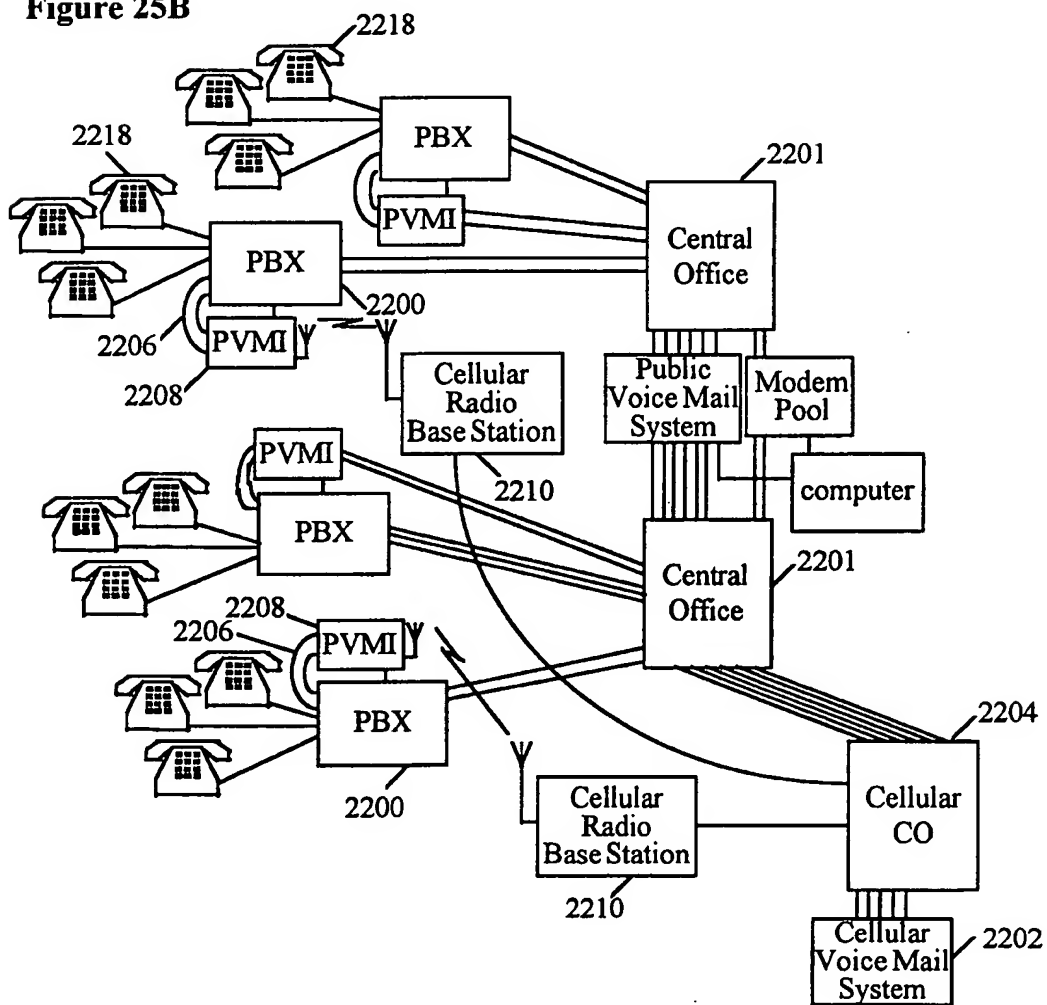 Figure 25B
2218
PBX
2201
2218
PVMI
Central
Office
PBX
2200
2206
PVMI
2208
Cellular
Radio
Base Station
Public
Voice Mail
System
Modem
Pool
PVMI
2210
computer
PBX
Central
Office
2201
2208
2206
PVMI
PBX
2204
2200
Cellular
Radio
Base Station
Cellular
CO
2210
Cellular
Voice Mail
System
2202